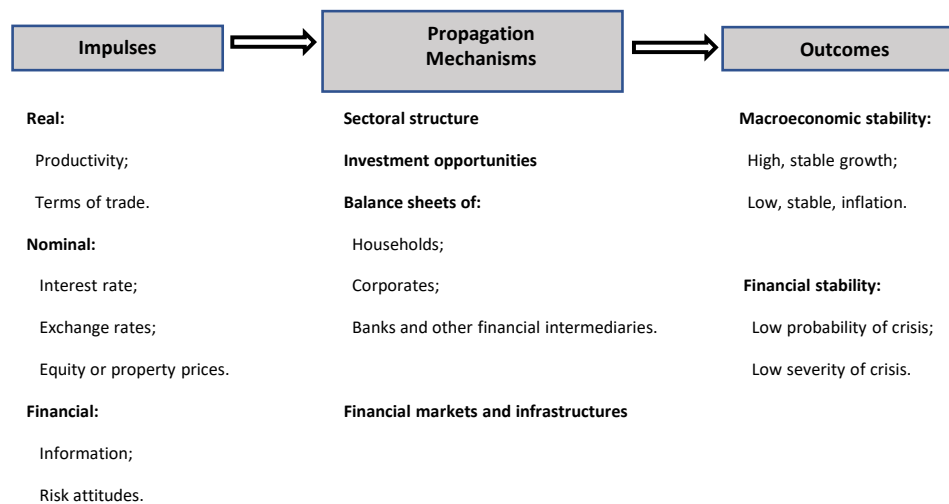 Impulses
Propagation
Mechanisms
Outcomes
Real:
Productivity;
Terms of trade.
Nominal:
Interest rate;
Exchange rates;
Equity or property prices.
Financial:
Information;
Risk attitudes.
Sectoral structure
Investment opportunities
Balance sheets of:
Households;
Corporates;
Banks and other financial intermediaries.
Financial markets and infrastructures
Macroeconomic stability:
High, stable growth;
Low, stable, inflation.
Financial stability:
Low probability of crisis;
Low severity of crisis.